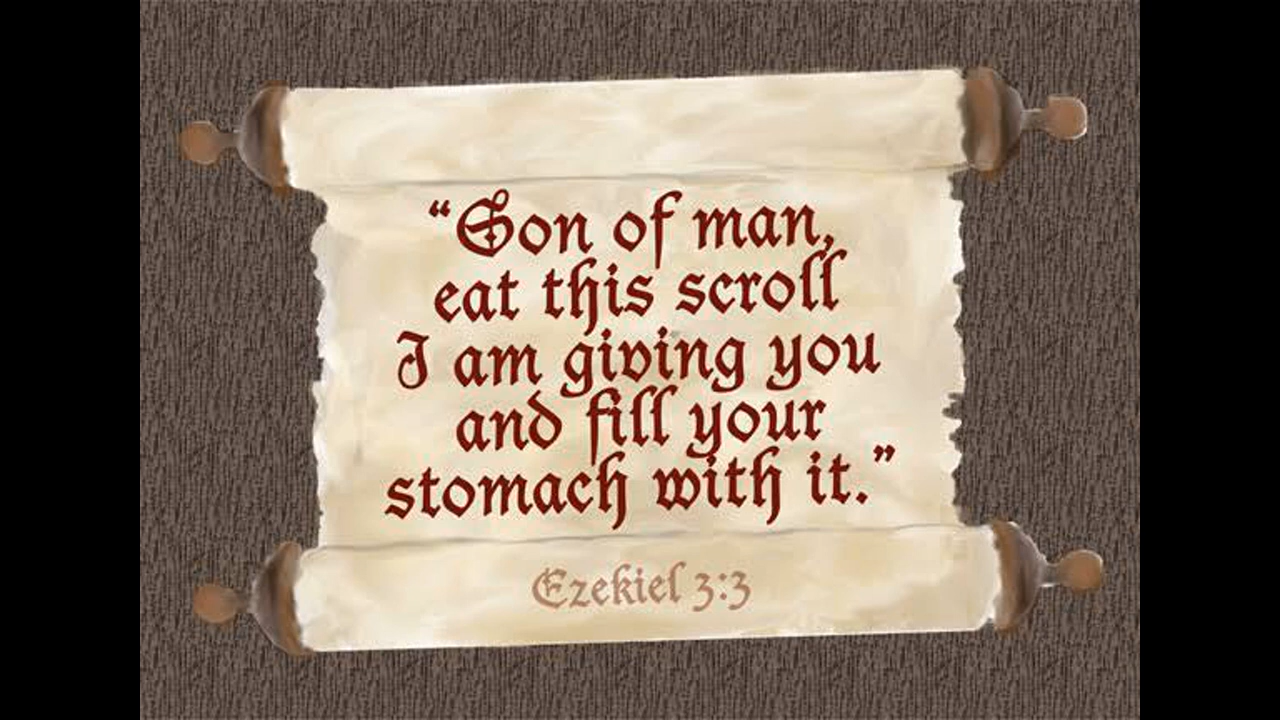 “Son of man,
eat this scroll
I am giving you
and fill your
stomach with it.”
Ezekiel 3:3